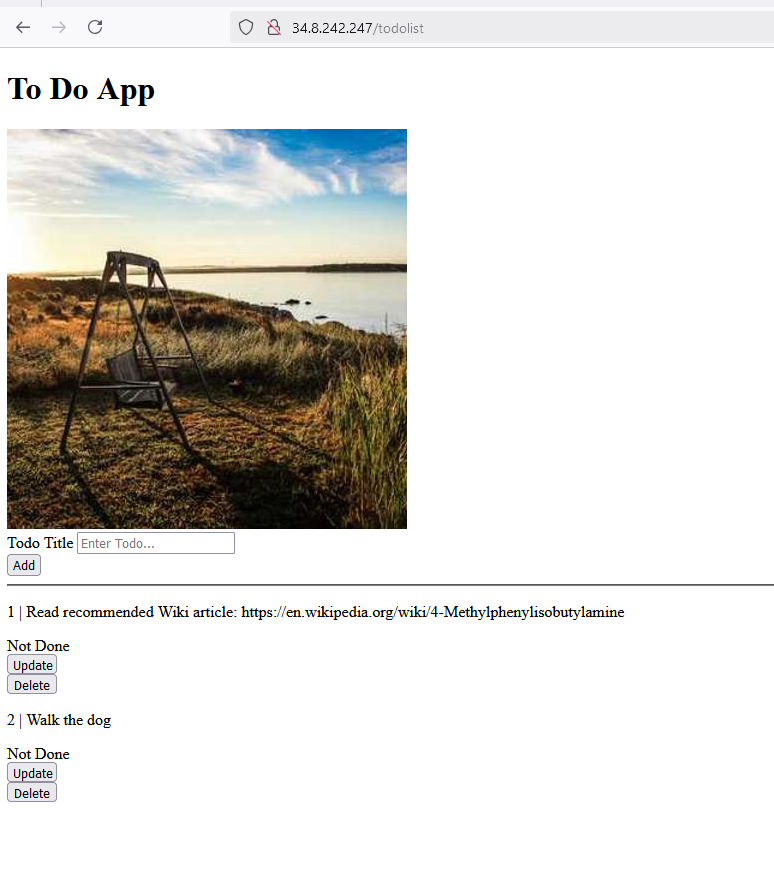 34.8.242.247/todolist
To Do App
Todo Title Enter Todo...
Add
1 | Read recommended Wiki article: https://en.wikipedia.org/wiki/4-Methylphenylisobutylamine
Not Done
Update
Delete
2 | Walk the dog
Not Done
Update
Delete